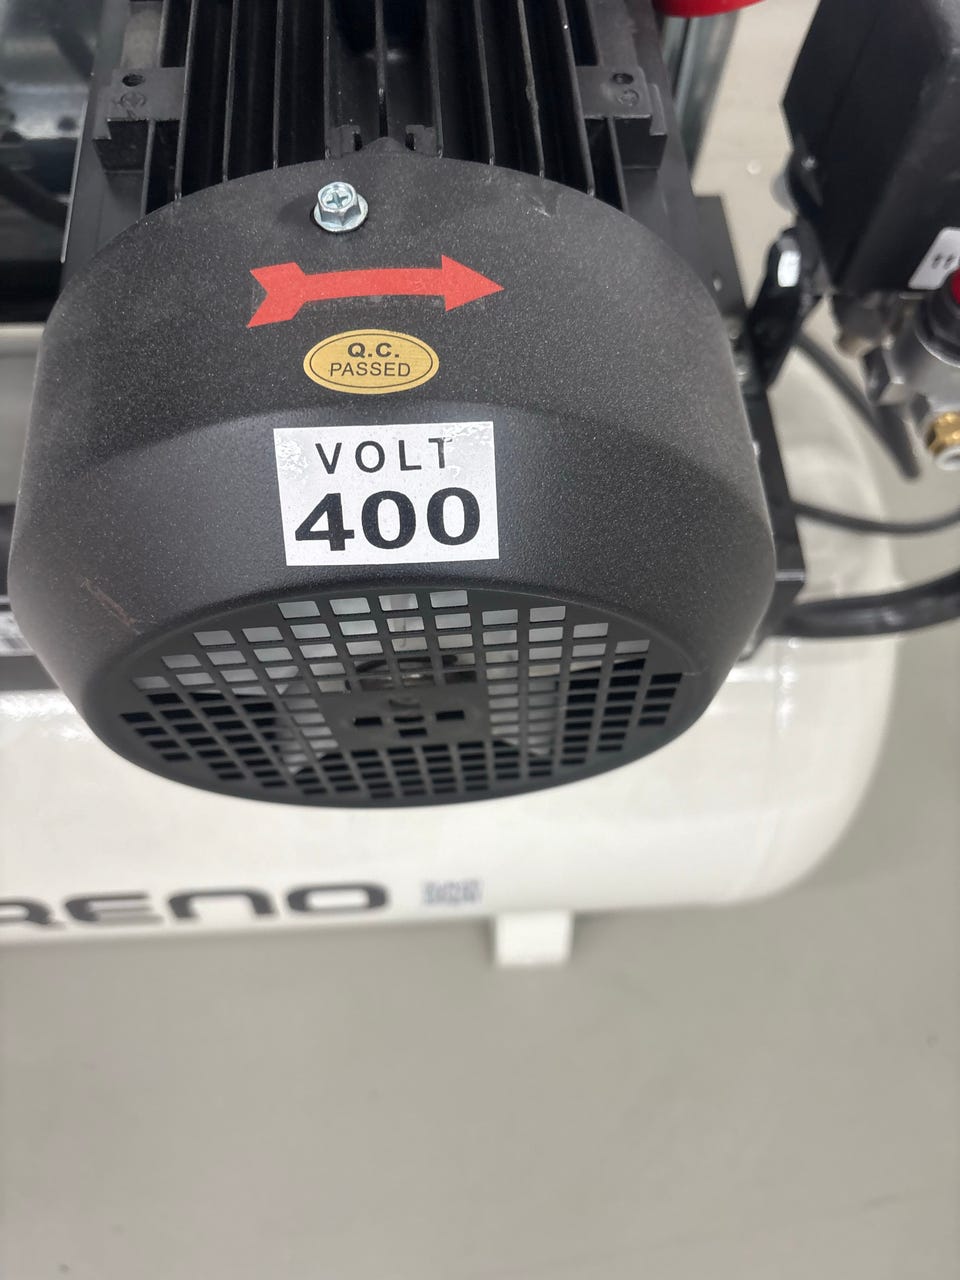 Q.C.
PASSED
VOLT
400
RENO